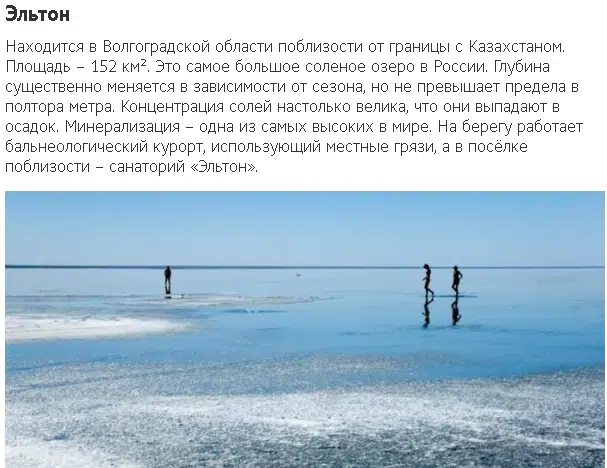 Эльтон
Находится в Волгоградской области поблизости от границы с Казахстаном.
Площадь – 152 км². Это самое большое соленое озеро в России. Глубина
существенно меняется в зависимости от сезона, но не превышает предела в
полтора метра. Концентрация солей настолько велика, что они выпадают в
осадок. Минерализация – одна из самых высоких в мире. На берегу работает
бальнеологический курорт, использующий местные грязи, а в посёлке
поблизости – санаторий «Эльтон».